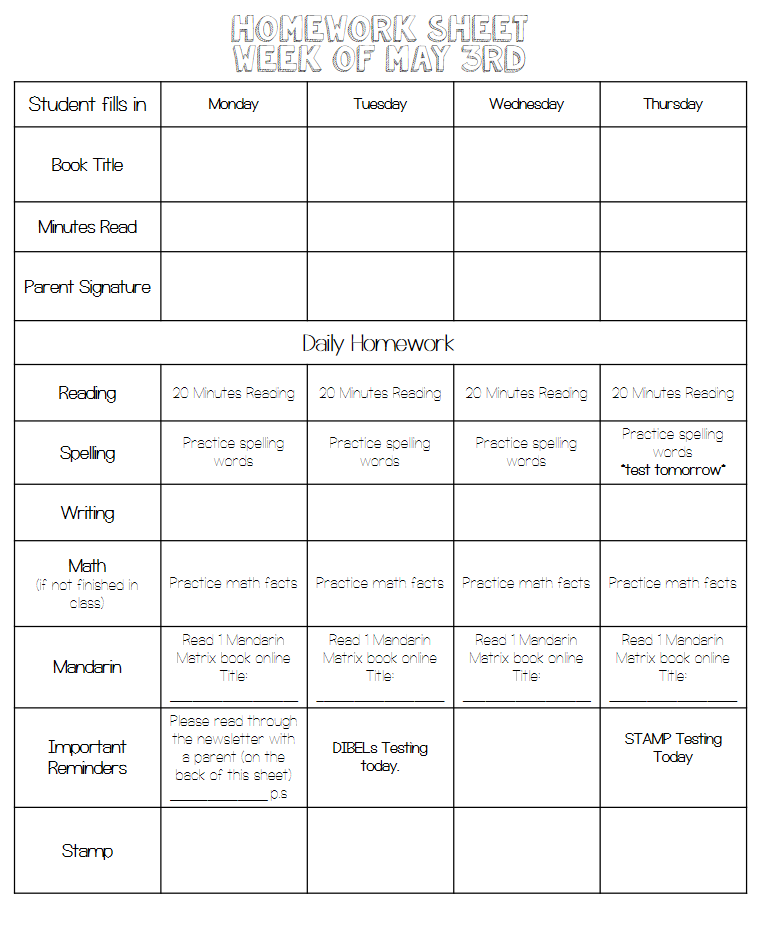 HOMEWORK SHEET
WEEK OF MAY 3RD
Student fills in Monday Tuesday Wednesday Thursday
Book Title
Minutes Read
Parent Signature
Daily Homework
Reading 20 Minutes Reading 20 Minutes Reading 20 Minutes Reading 20 Minutes Reading
Spelling
Practice spelling
words
Practice spelling
words
Practice spelling
words
Practice spelling
words
*test tomorrow*
Writing
Math
(if not finished in
class)
Practice math facts Practice math facts Practice math facts Practice math facts
Mandarin
Read 1 Mandarin
Matrix book online
Title:
______________
Read 1 Mandarin
Matrix book online
Title:
______________
Read 1 Mandarin
Matrix book online
Title:
______________
Read 1 Mandarin
Matrix book online
Title:
______________
Important
Reminders
Please read through
the newsletter with
a parent (on the
back of this sheet)
___________ p.s
DIBELs Testing
today.
STAMP Testing
Today
Stamp